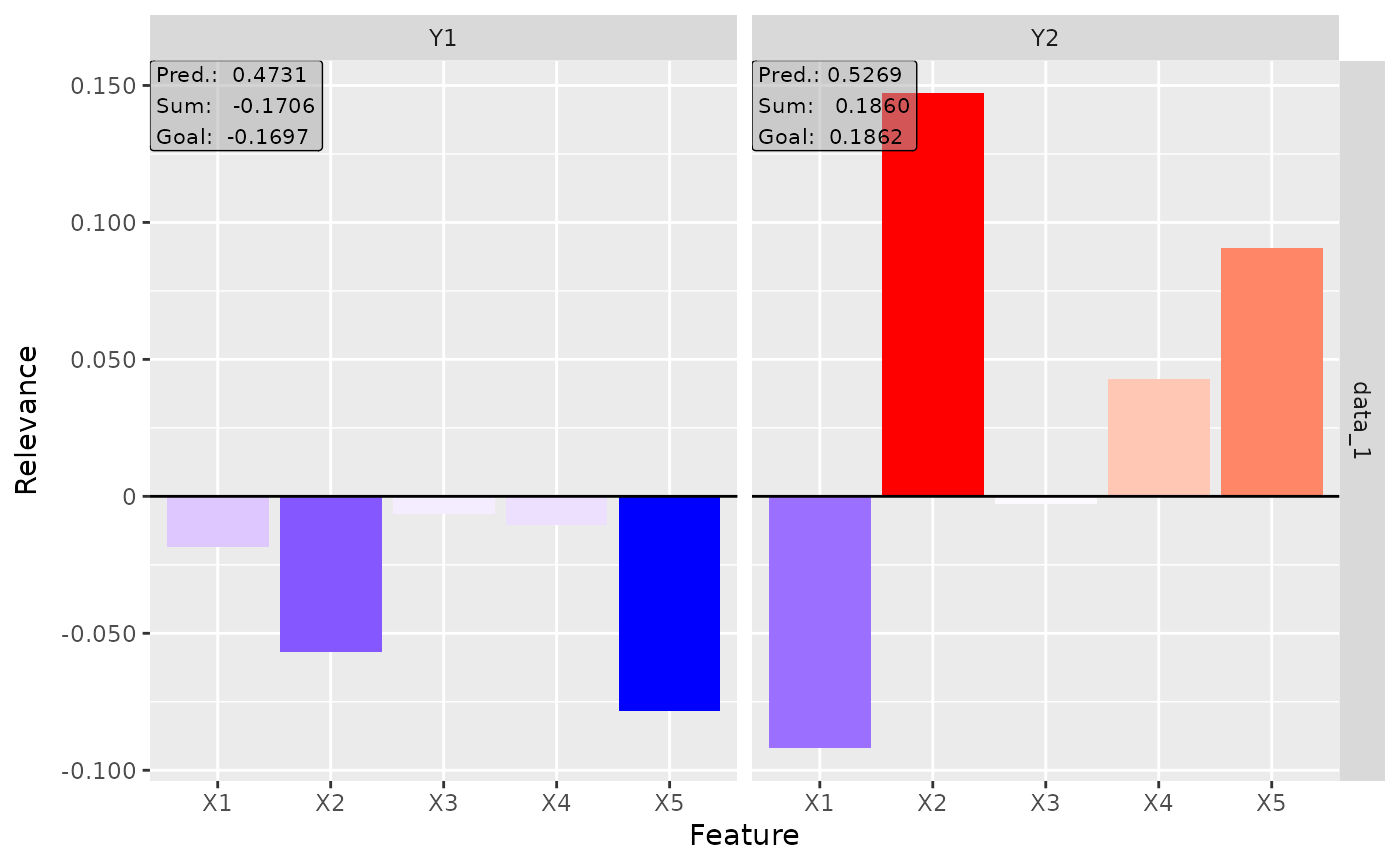 Y1
Y2
Pred.: 0.4731
Sum: -0.1706
Goal: -0.1697
Pred.: 0.5269
Sum: 0.1860
Goal: 0.1862
0.150
0.100
0.050
0
-0.050
-0.100
Relevance
data_1
X1 X2 X3 X4 X5
X1 X2 X3 X4 X5
Feature